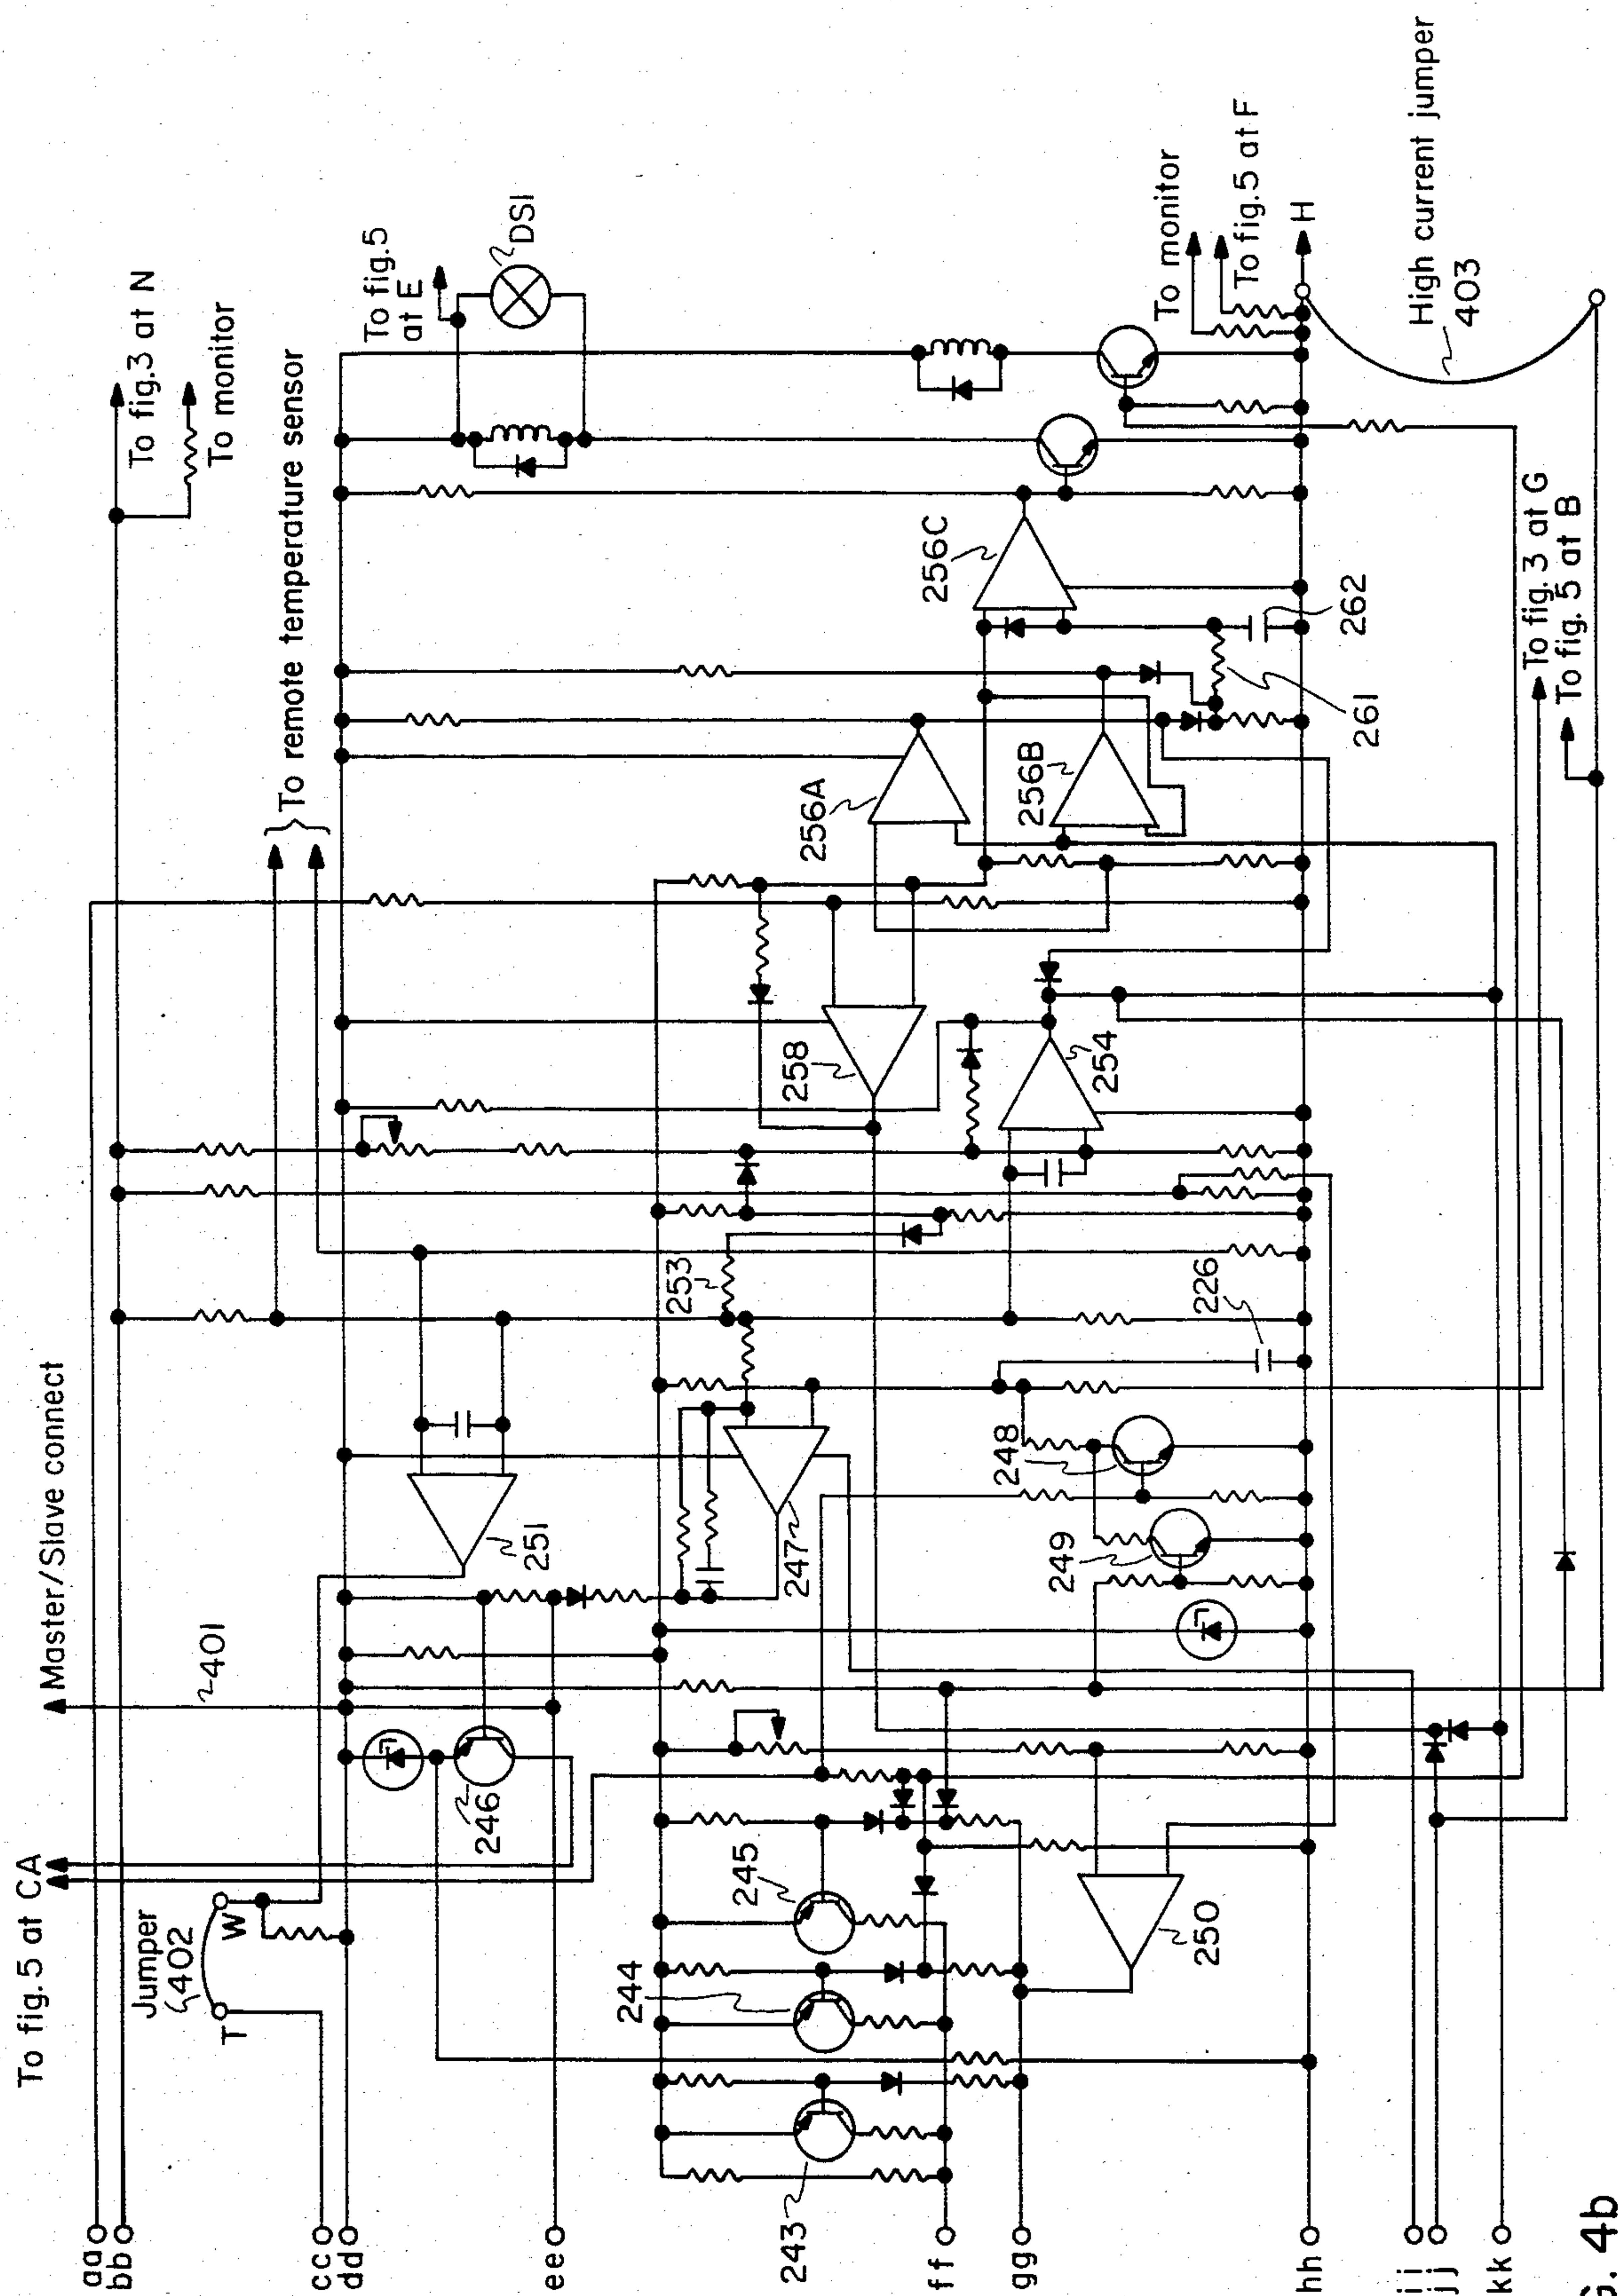 To fig. 5 at CA
Master/Slave connect
To fig.3 at N
To monitor
To remote temperature sensor
To fig.5
at E
DS1
401
Jumper
402
T
W
aa
bb
cc
dd
ee
ff
gg
hh
ii
jj
kk
246
251
253
258
256A
256B
256C
254
247
245
244
243
248
249
250
226
261
262
To monitor
To fig. 5 at F
H
High current jumper
403
To fig. 3 at G
To fig. 5 at B
G. 4b